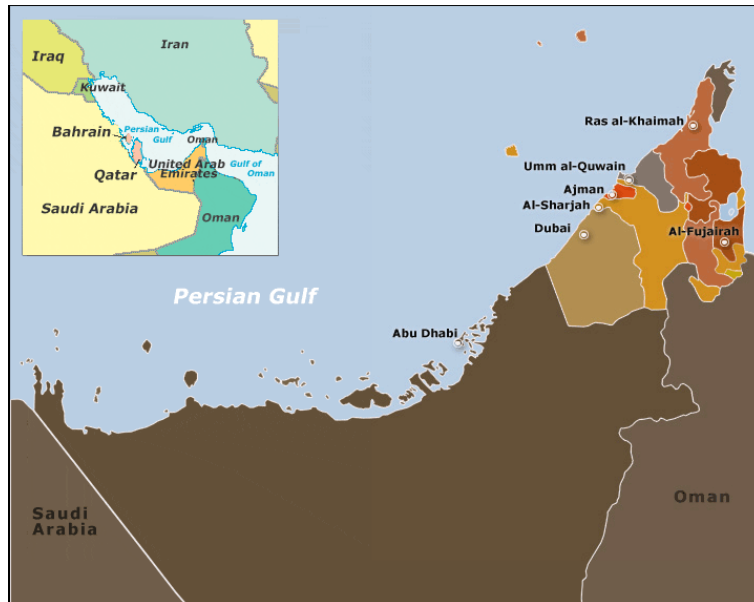 Iraq
Iran
Kuwait
Bahrain
Persian
Gulf
Oman
Qatar
United Arab
Emirates
Gulf of
Oman
Saudi Arabia
Oman
Ras al-Khaimah
Umm al-Quwain
Ajman
Al-Sharjah
Dubai
Al-Fujairah
Persian Gulf
Abu Dhabi
Oman
Saudi
Arabia